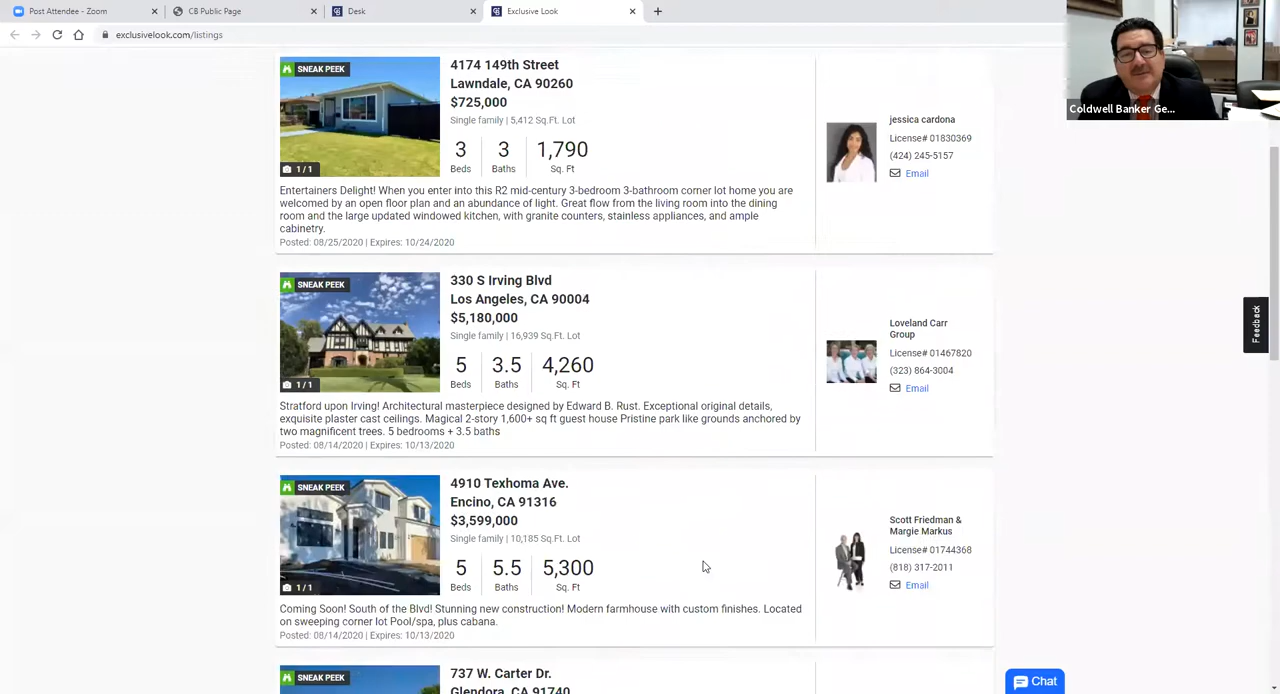 Post Attendee - Zoom
CB Public Page
Desk
Exclusive Look
exclusivelook.com/listings
Coldwell Banker Ge...
SNEAK PEEK
1 / 1
4174 149th Street
Lawndale, CA 90260
$725,000
Single family | 5,412 Sq.Ft. Lot
3 3 1,790
Beds Baths Sq. Ft
Entertainers Delight! When you enter into this R2 mid-century 3-bedroom 3-bathroom corner lot home you are
welcomed by an open floor plan and an abundance of light. Great flow from the living room into the dining
room and the large updated windowed kitchen, with granite counters, stainless appliances, and ample
cabinetry.
Posted: 08/25/2020 | Expires: 10/24/2020
jessica cardona
License# 01830369
(424) 245-5157
Email
SNEAK PEEK
1 / 1
330 S Irving Blvd
Los Angeles, CA 90004
$5,180,000
Single family | 16,939 Sq.Ft. Lot
5 3.5 4,260
Beds Baths Sq. Ft
Stratford upon Irving! Architectural masterpiece designed by Edward B. Rust. Exceptional original details,
exquisite plaster cast ceilings. Magical 2-story 1,600+ sq ft guest house Pristine park like grounds anchored by
two magnificent trees. 5 bedrooms + 3.5 baths
Posted: 08/14/2020 | Expires: 10/13/2020
Loveland Carr
Group
License# 01467820
(323) 864-3004
Email
Feedback
SNEAK PEEK
1 / 1
4910 Texhoma Ave.
Encino, CA 91316
$3,599,000
Single family | 10,185 Sq.Ft. Lot
5 5.5 5,300
Beds Baths Sq. Ft
Coming Soon! South of the Blvd! Stunning new construction! Modern farmhouse with custom finishes. Located
on sweeping corner lot Pool/spa, plus cabana.
Posted: 08/14/2020 | Expires: 10/13/2020
Scott Friedman &
Margie Markus
License# 01744368
(818) 317-2011
Email
SNEAK PEEK
737 W. Carter Dr.
Glendora, CA 91740
Chat